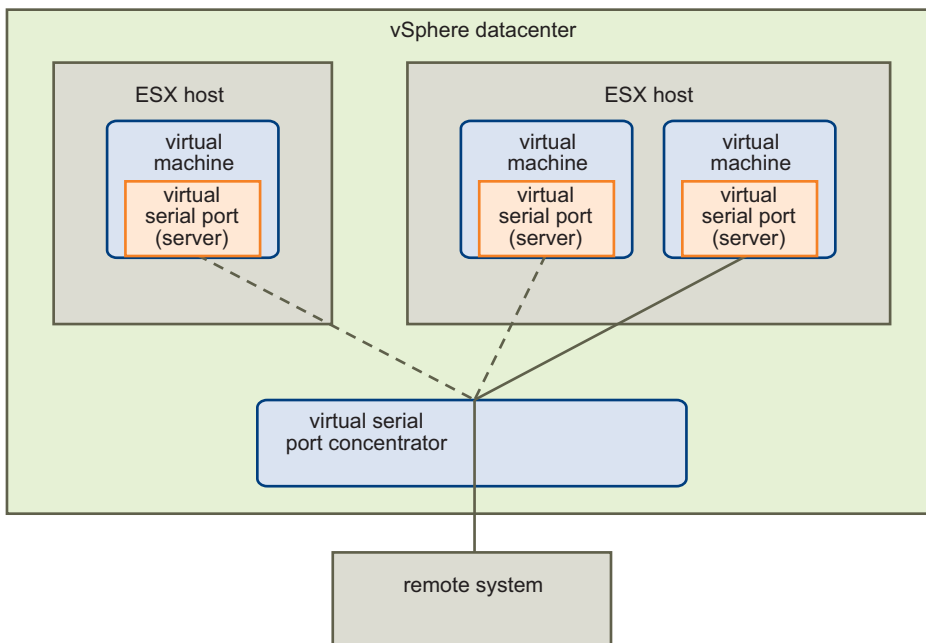 vSphere datacenter
ESX host
virtual
machine
virtual
serial port
(server)
ESX host
virtual
machine
virtual
serial port
(server)
virtual
machine
virtual
serial port
(server)
virtual serial
port concentrator
remote system